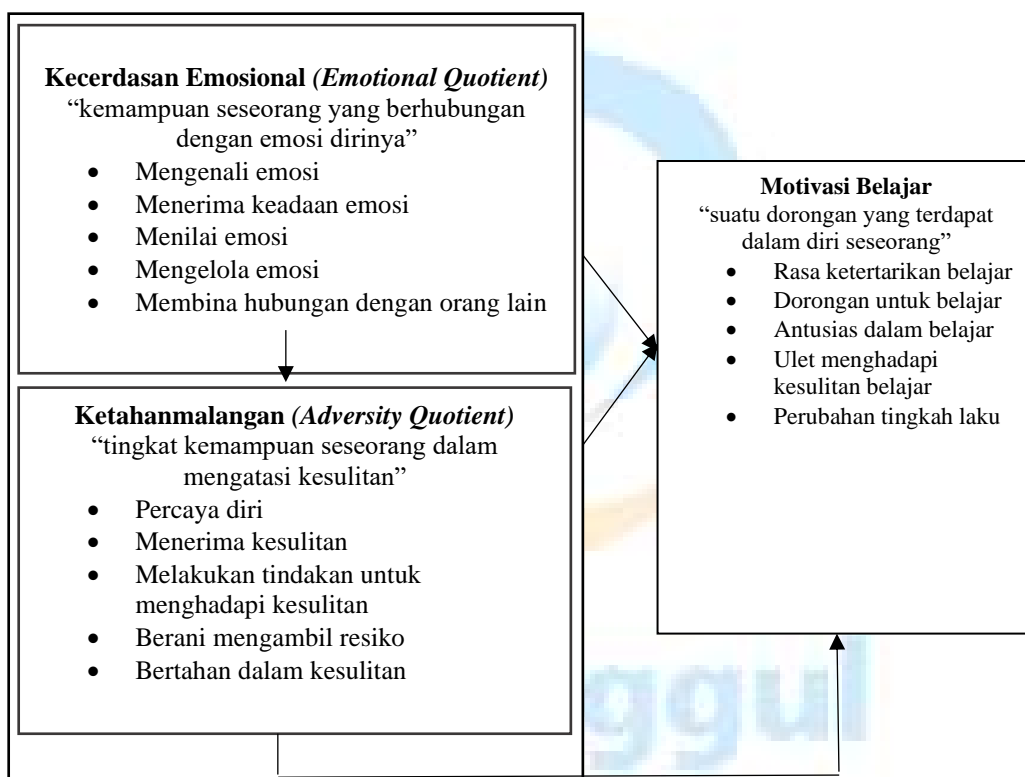 Kecerdasan Emosional (Emotional Quotient)
“kemampuan seseorang yang berhubungan
dengan emosi dirinya”
• Mengenali emosi
• Menerima keadaan emosi
• Menilai emosi
• Mengelola emosi
• Membina hubungan dengan orang lain
Ketahanmalangan (Adversity Quotient)
“tingkat kemampuan seseorang dalam
mengatasi kesulitan”
• Percaya diri
• Menerima kesulitan
• Melakukan tindakan untuk
menghadapi kesulitan
• Berani mengambil resiko
• Bertahan dalam kesulitan
Motivasi Belajar
“suatu dorongan yang terdapat
dalam diri seseorang”
• Rasa ketertarikan belajar
• Dorongan untuk belajar
• Antusias dalam belajar
• Ulet menghadapi
kesulitan belajar
• Perubahan tingkah laku